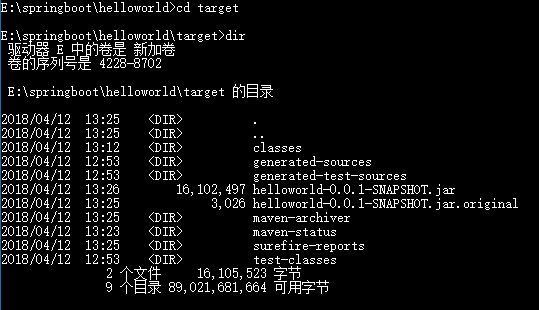 E:\springboot\helloworld>cd target
E:\springboot\helloworld\target>dir
驱动器 E 中的卷是 新加卷
卷的序列号是 4228-8702
E:\springboot\helloworld\target 的目录
2018/04/12  13:25    <DIR>          .
2018/04/12  13:25    <DIR>          ..
2018/04/12  13:12    <DIR>          classes
2018/04/12  12:53    <DIR>          generated-sources
2018/04/12  12:53    <DIR>          generated-test-sources
2018/04/12  13:26        16,102,497 helloworld-0.0.1-SNAPSHOT.jar
2018/04/12  13:25             3,026 helloworld-0.0.1-SNAPSHOT.jar.original
2018/04/12  13:25    <DIR>          maven-archiver
2018/04/12  13:23    <DIR>          maven-status
2018/04/12  13:25    <DIR>          surefire-reports
2018/04/12  12:53    <DIR>          test-classes
2 个文件     16,105,523 字节
9 个目录 89,021,681,664 可用字节